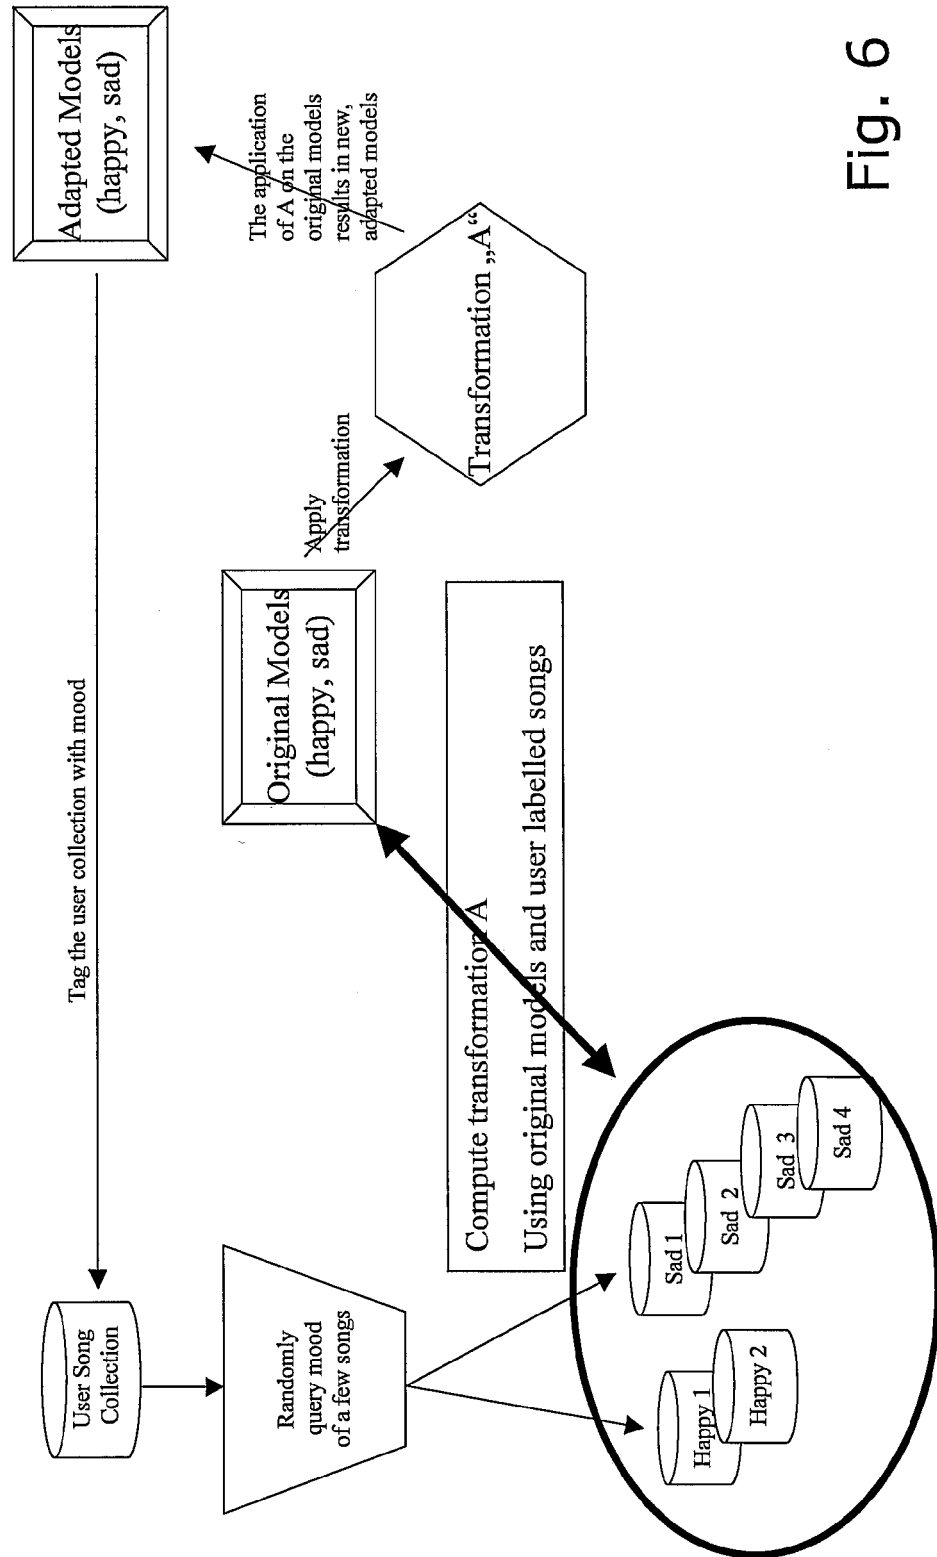 User Song
Collection
Tag the user collection with mood
Adapted Models
(happy, sad)
Randomly
query mood
of a few songs
Original Models
(happy, sad)
Apply
transformation
The application
of A on the
original models
results in new,
adapted models
Transformation „A“
Compute transformation A
Using original models and user labelled songs
Happy 1
Happy 2
Sad 1
Sad 2
Sad 3
Sad 4
Fig. 6